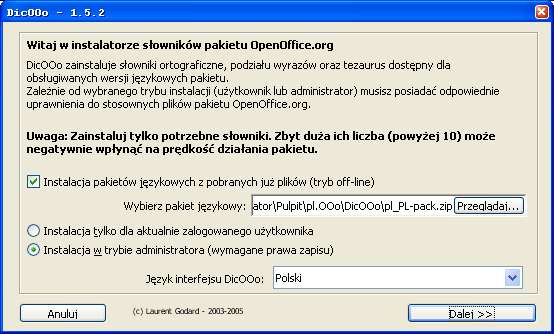 DicOOo - 1.5.2
Witaj w instalatorze słowników pakietu OpenOffice.org
DicOOo zainstaluje słowniki ortograficzne, podziału wyrazów oraz tezaurus dostępny dla
obsługiwanych wersji językowych pakietu.
Zależnie od wybranego trybu instalacji (użytkownik lub administrator) musisz posiadać odpowiednie
uprawnienia do stosownych plików pakietu OpenOffice.org.
Uwaga: Zainstaluj tylko potrzebne słowniki. Zbyt duża ich liczba (powyżej 10) może
negatywnie wpłynąć na prędkość działania pakietu.
Instalacja pakietów językowych z pobranych już plików (tryb off-line)
Wybierz pakiet językowy: ator\Pulpit\pl.OOo\DicOOo\pl_PL-pack.zip Przeglądaj...
Instalacja tylko dla aktualnie zalogowanego użytkownika
Instalacja w trybie administratora (wymagane prawa zapisu)
Język interfejsu DicOOo: Polski
Anuluj (c) Laurent Godard - 2003-2005 Dalej >>